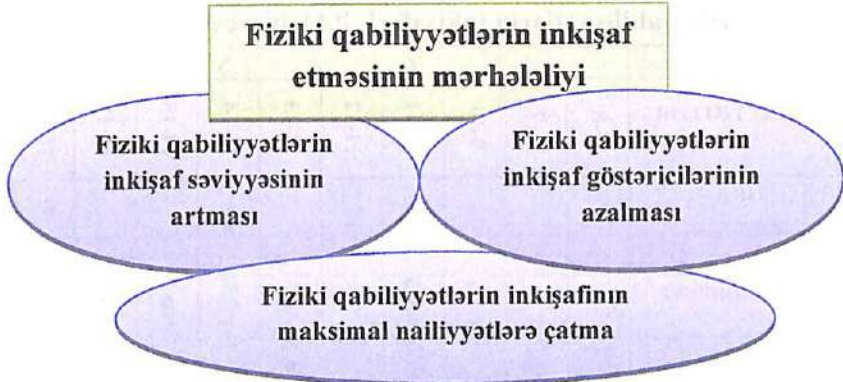 Fiziki qabiliyyətlərin inkişaf
etməsinin mərhələliyi
Fiziki qabiliyyətlərin
inkişaf səviyyəsinin
artması
Fiziki qabiliyyətlərin
inkişaf göstəricilərinin
azalması
Fiziki qabiliyyətlərin inkişafinın
maksimal nailiyyətlərə çatma